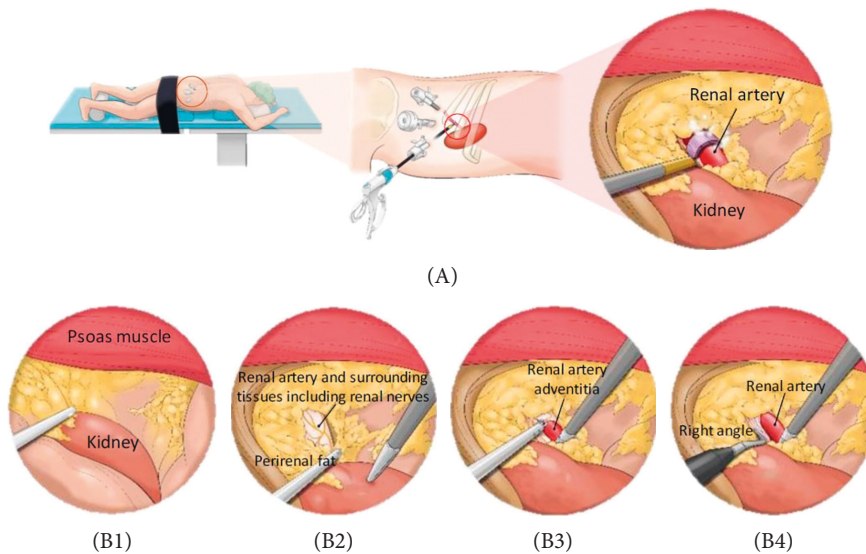 Renal artery
Kidney
(A)
Psoas muscle
Kidney
(B1)
Renal artery and surrounding
tissues including renal nerves
Perirenal fat
(B2)
Renal artery
adventitia
(B3)
Renal artery
Right angle
(B4)